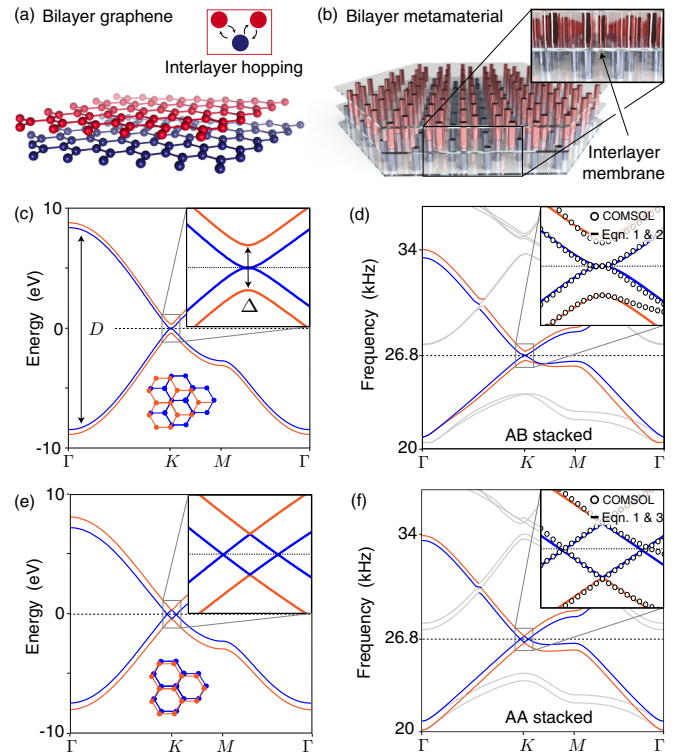 (a) Bilayer graphene
Interlayer hopping
(b) Bilayer metamaterial
Interlayer
membrane
(c)
10
Energy (eV)
0
-10
D
Δ
Γ K M Γ
(d)
34
Frequency (kHz)
26.8
20
COMSOL
Eqn. 1 & 2
AB stacked
Γ K M Γ
(e)
10
Energy (eV)
0
-10
Γ K M Γ
(f)
34
Frequency (kHz)
26.8
20
COMSOL
Eqn. 1 & 3
AA stacked
Γ K M Γ